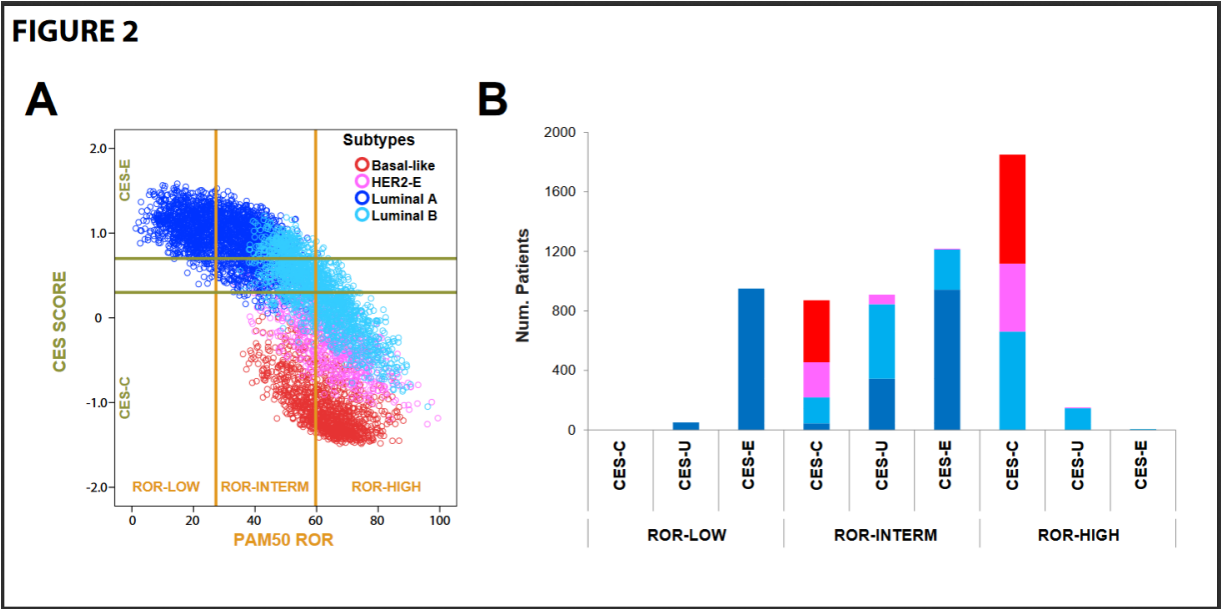 FIGURE 2
A
Subtypes
Basal-like
HER2-E
Luminal A
Luminal B
CES SCORE
CES-E
CES-C
2.0
1.0
0
-1.0
-2.0
ROR-LOW ROR-INTERM ROR-HIGH
0 20 40 60 80 100
PAM50 ROR
B
Num. Patients
2000
1600
1200
800
400
0
CES-C CES-U CES-E CES-C CES-U CES-E CES-C CES-U CES-E
ROR-LOW ROR-INTERM ROR-HIGH